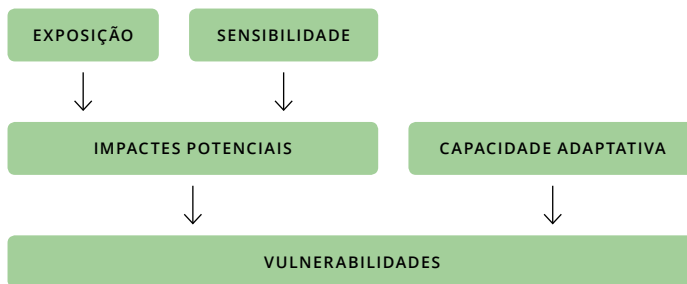 EXPOSIÇÃO
SENSIBILIDADE
IMPACTES POTENCIAIS
CAPACIDADE ADAPTATIVA
VULNERABILIDADES